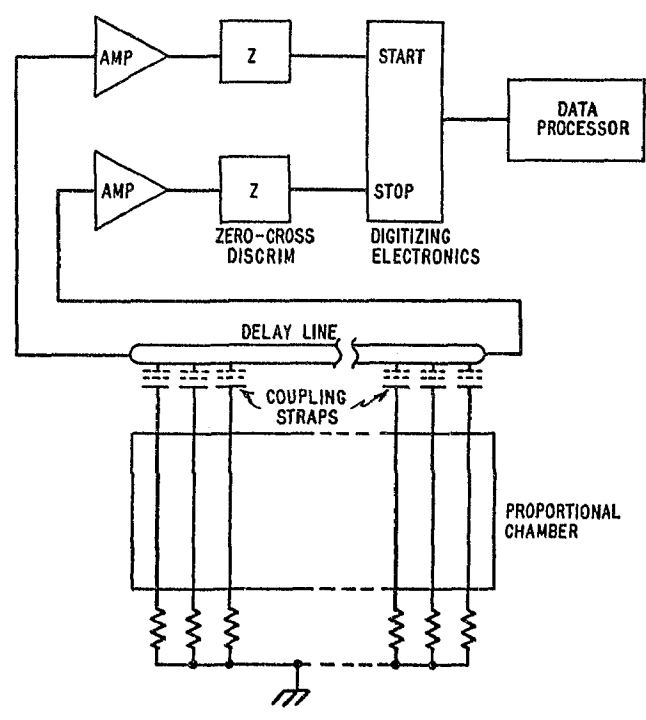 AMP
Z
START
DATA
PROCESSOR
AMP
Z
STOP
ZERO-CROSS
DISCRIM
DIGITIZING
ELECTRONICS
DELAY LINE
COUPLING
STRAPS
PROPORTIONAL
CHAMBER